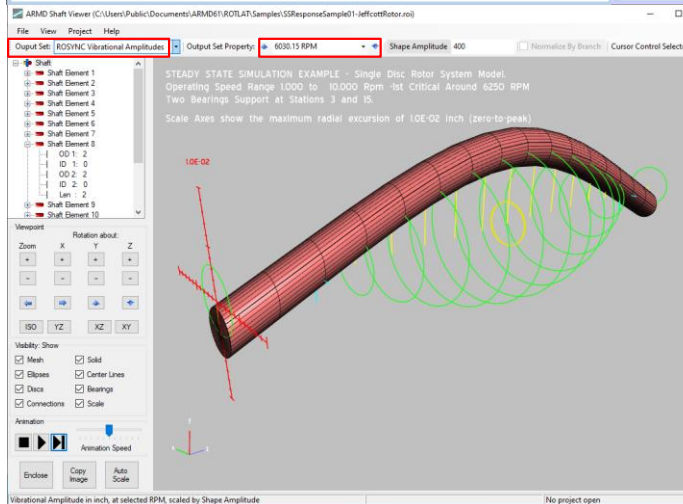 ARMD Shaft Viewer (C:\Users\Public\Documents\ARMD61\ROTLAT\Samples\SSResponseSample01-JeffcottRotor.roi)
File View Project Help
Ouput Set: ROSYNC Vibrational Amplitudes Output Set Property: 6030.15 RPM Shape Amplitude 400 Normalize By Branch Cursor Control Selecte
Shaft
Shaft Element 1
Shaft Element 2
Shaft Element 3
Shaft Element 4
Shaft Element 5
Shaft Element 6
Shaft Element 7
Shaft Element 8
OD 1: 2
ID 1: 0
OD 2: 2
ID 2: 0
Len : 2
Shaft Element 9
Shaft Element 10
STEADY STATE SIMULATION EXAMPLE - Single Disc Rotor System Model.
Operating Speed Range 1000 to 10,000 Rpm -1st Critical Around 6250 RPM
Two Bearings Support at Stations 3 and 15.
Scale Axes show the maximum radial excursion of 1.0E-02 inch (zero-to-peak)
1.0E-02
Viewpoint
Rotation about:
Zoom X Y Z
+ + + +
- - - -
ISO YZ XZ XY
Visibility: Show
Mesh Solid
Ellipses Center Lines
Discs Bearings
Connections Scale
Animation
Animation Speed
Enclose Copy Image Auto Scale
Vibrational Amplitude in inch, at selected RPM, scaled by Shape Amplitude No project open